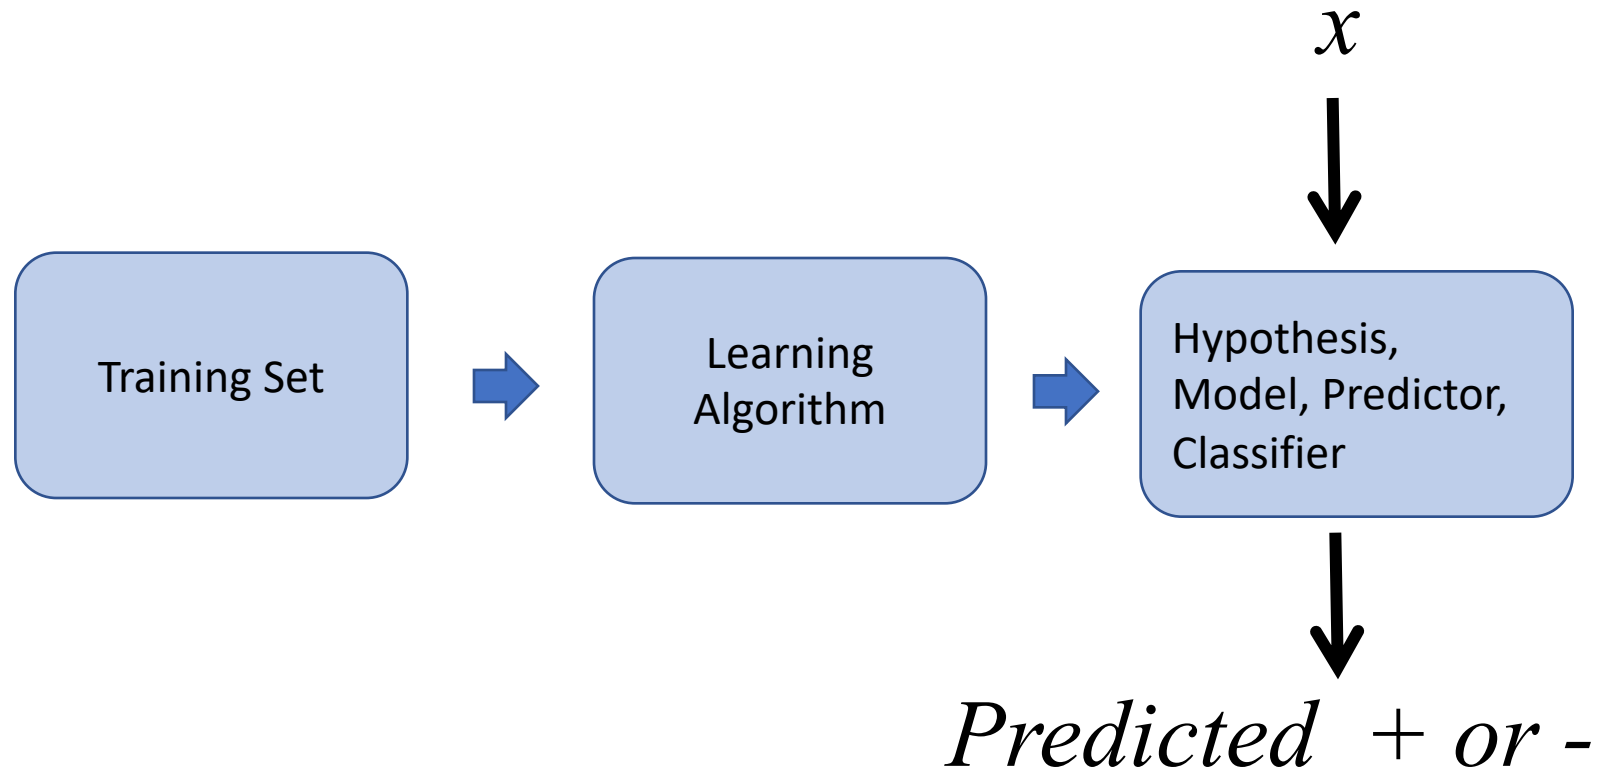 x
Training Set
Learning
Algorithm
Hypothesis,
Model, Predictor,
Classifier
Predicted + or -